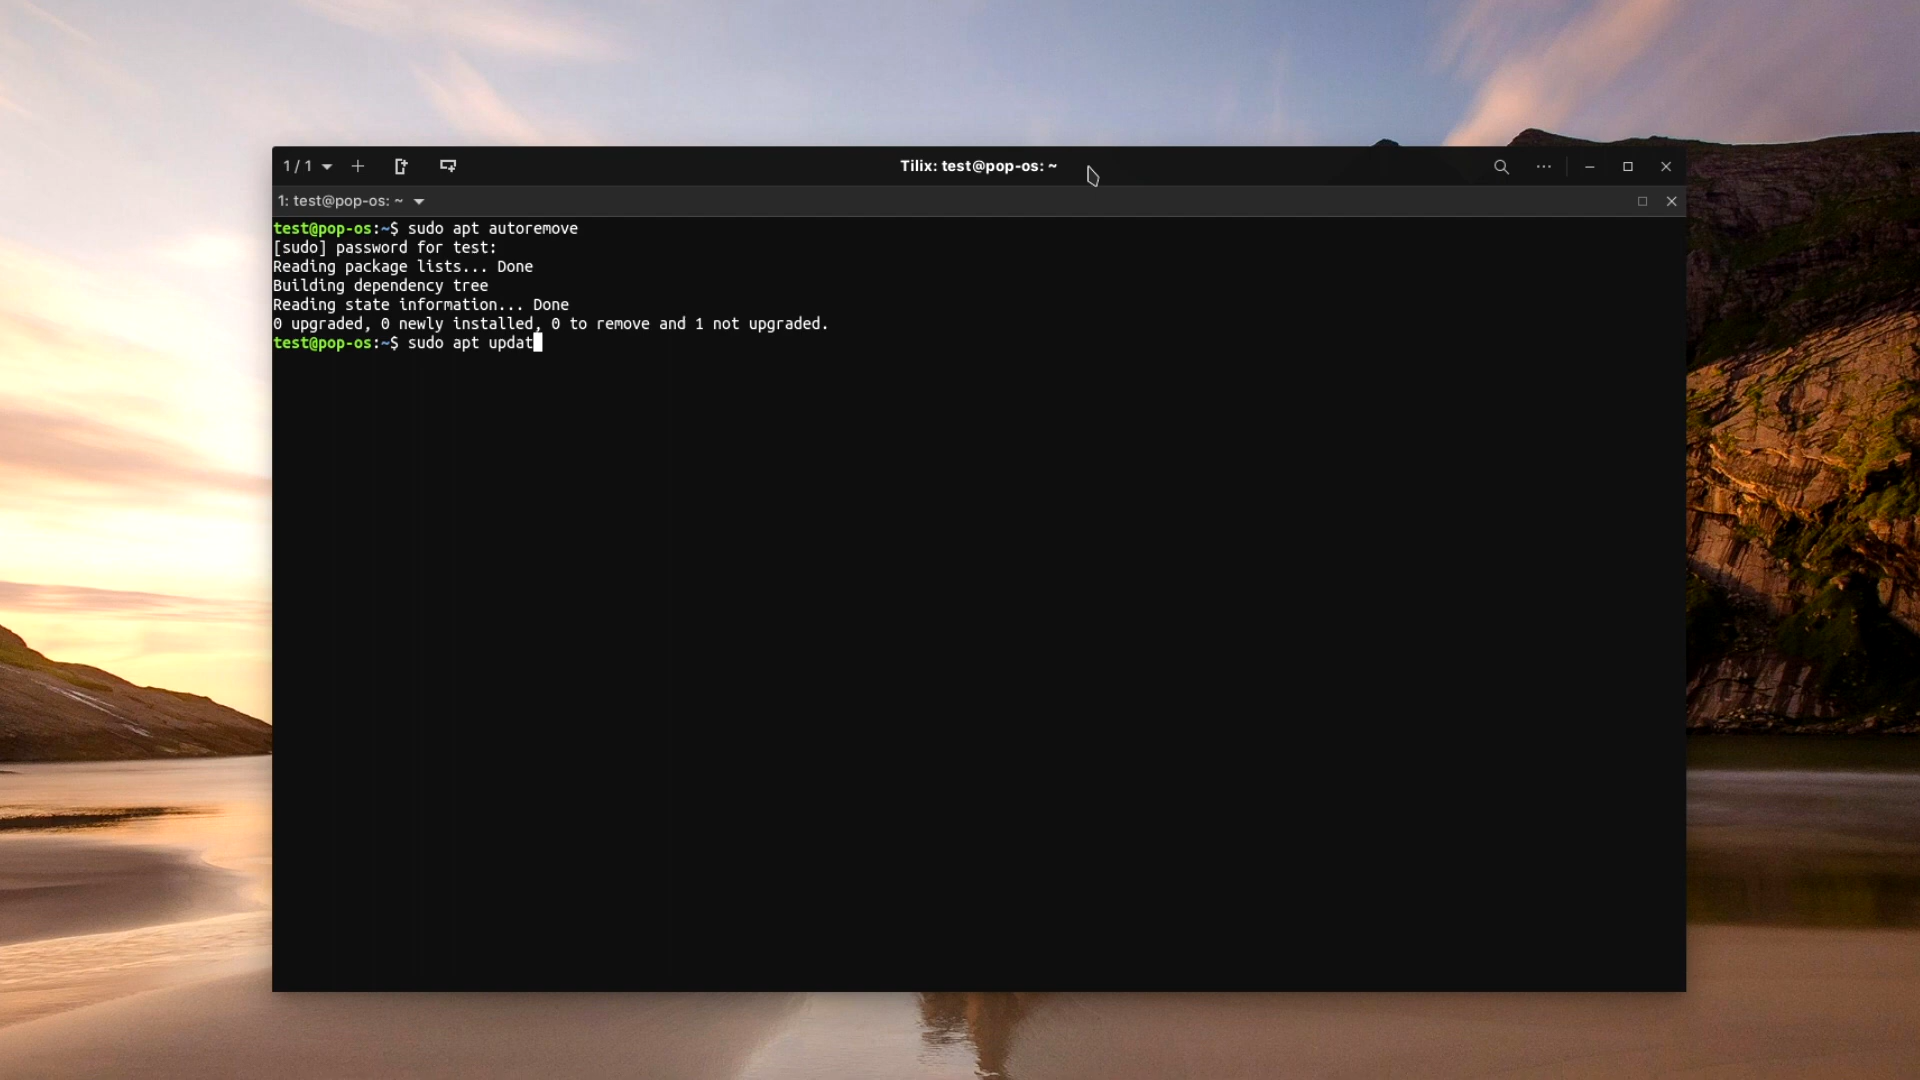 1 / 1
Tilix: test@pop-os: ~
1: test@pop-os: ~
test@pop-os:~$ sudo apt autoremove
[sudo] password for test:
Reading package lists... Done
Building dependency tree
Reading state information... Done
0 upgraded, 0 newly installed, 0 to remove and 1 not upgraded.
test@pop-os:~$ sudo apt updat